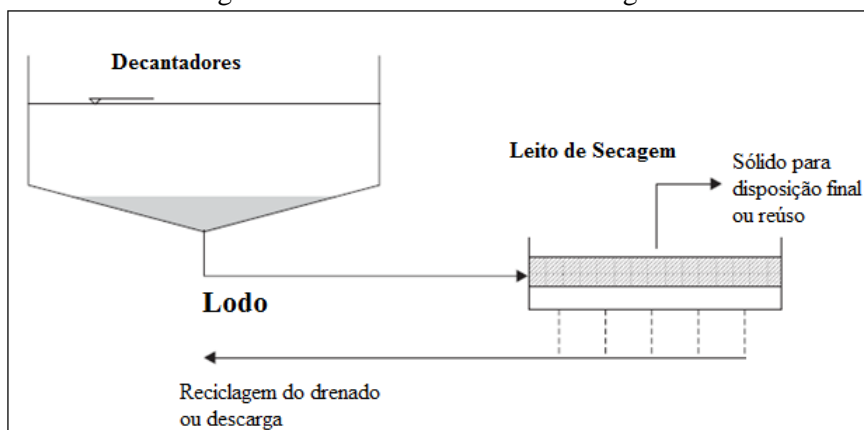 Decantadores
Leito de Secagem
Sólido para
disposição final
ou reúso
Lodo
Reciclagem do drenado
ou descarga